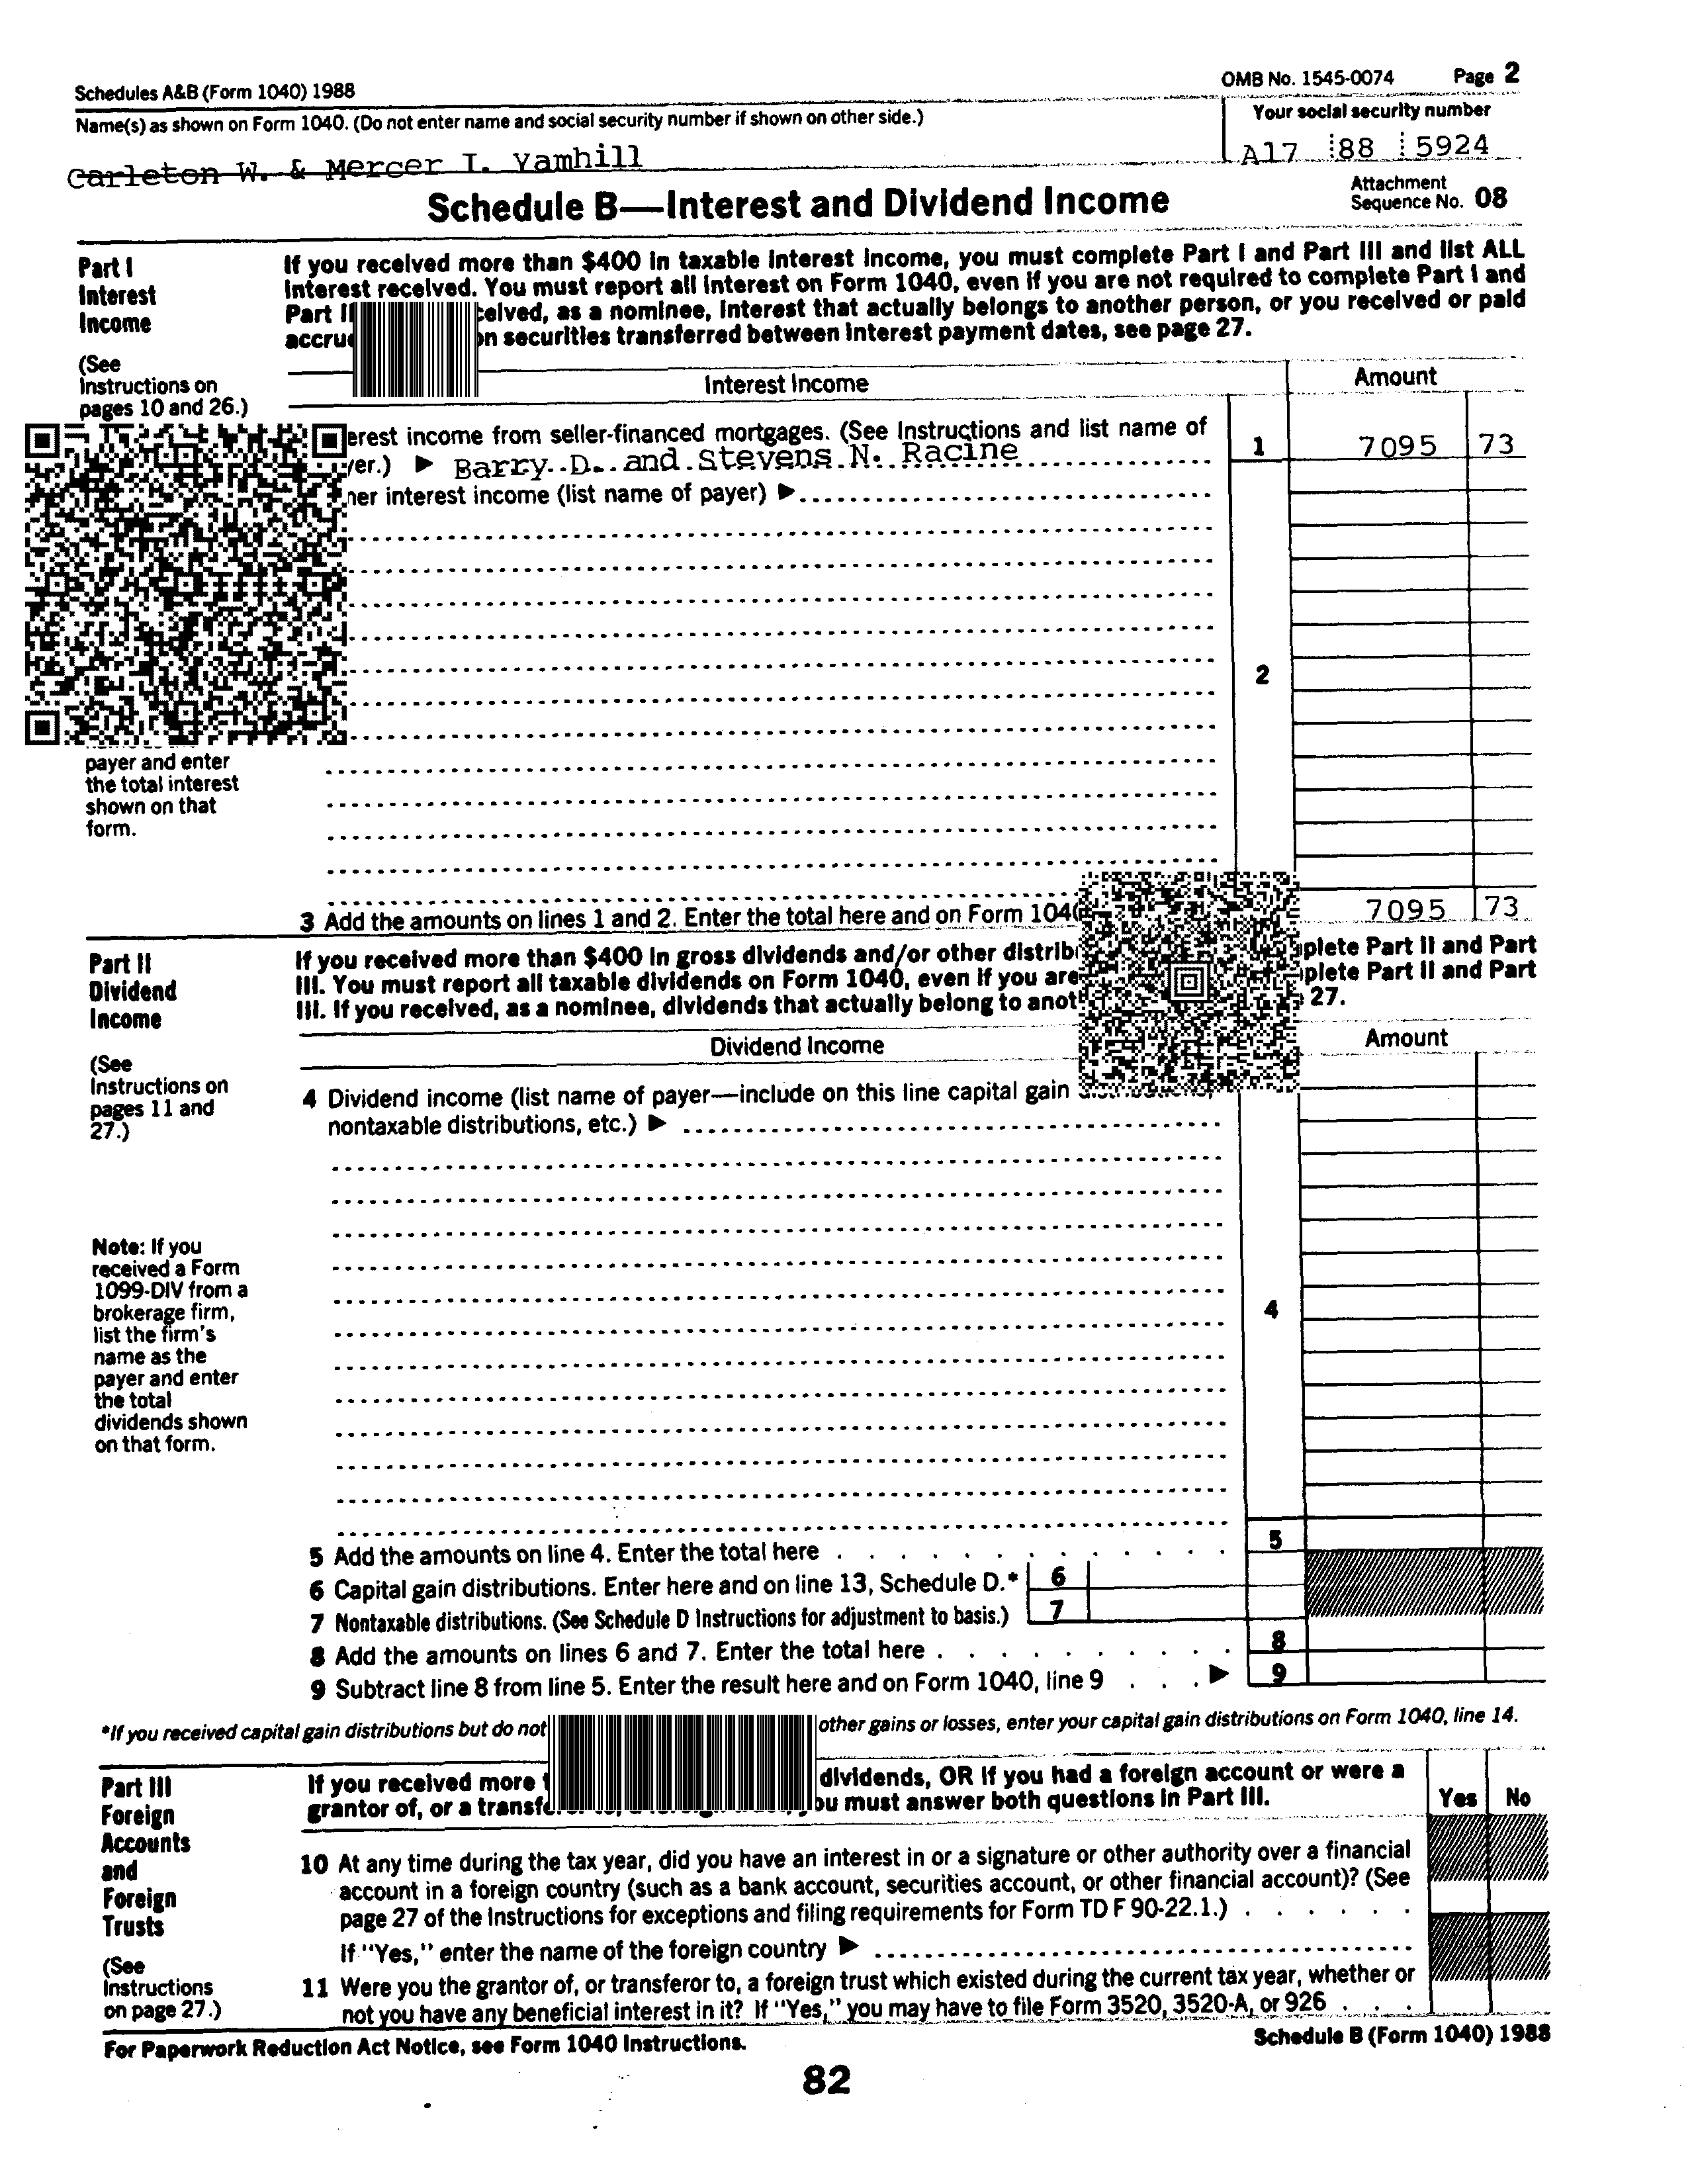 Schedules A&B (Form 1040) 1988
OMB No. 1545-0074 Page 2
Name(s) as shown on Form 1040. (Do not enter name and social security number if shown on other side.)
Your social security number
Carleton W. & Mercer I. Yamhill
A17 88 5924
Schedule B—Interest and Dividend Income
Attachment
Sequence No. 08
Part I
Interest
Income
(See
Instructions on
pages 10 and 26.)
If you received more than $400 in taxable interest income, you must complete Part I and Part III and list ALL
interest received. You must report all interest on Form 1040, even if you are not required to complete Part I and
Part as a nominee, interest that actually belongs to another person, or you received or paid
securities transferred between interest payment dates, see page 27.
Interest Income
Amount
income from seller-financed mortgages. (See Instructions and list name of
▶ Barry D. and Stevens N. Racine
1 7095 73
interest income (list name of payer) ▶
2
payer and enter
the total interest
shown on that
form.
3 Add the amounts on lines 1 and 2. Enter the total here and on Form
7095 73
Part II
Dividend
Income
(See
Instructions on
pages 11 and
27.)
If you received more than $400 in gross dividends and/or other Part II and Part
III. You must report all taxable dividends on Form 1040, even if you are Part II and Part
III. If you received, as a nominee, dividends that actually belong to 27.
Dividend Income
Amount
4 Dividend income (list name of payer—include on this line capital gain
nontaxable distributions, etc.) ▶
Note: If you
received a Form
1099-DIV from a
brokerage firm,
list the firm's
name as the
payer and enter
the total
dividends shown
on that form.
4
5 Add the amounts on line 4. Enter the total here 5
6 Capital gain distributions. Enter here and on line 13, Schedule D.* 6
7 Nontaxable distributions. (See Schedule D Instructions for adjustment to basis.) 7
8 Add the amounts on lines 6 and 7. Enter the total here 8
9 Subtract line 8 from line 5. Enter the result here and on Form 1040, line 9 ▶ 9
*If you received capital gain distributions but do not other gains or losses, enter your capital gain distributions on Form 1040, line 14.
Part III
Foreign
Accounts
and
Foreign
Trusts
(See
Instructions
on page 27.)
If you received more dividends, OR if you had a foreign account or were a
grantor of, or a must answer both questions in Part III.
Yes No
10 At any time during the tax year, did you have an interest in or a signature or other authority over a financial
account in a foreign country (such as a bank account, securities account, or other financial account)? (See
page 27 of the Instructions for exceptions and filing requirements for Form TD F 90-22.1.)
If "Yes," enter the name of the foreign country ▶
11 Were you the grantor of, or transferor to, a foreign trust which existed during the current tax year, whether or
not you have any beneficial interest in it? If "Yes," you may have to file Form 3520, 3520-A, or 926
For Paperwork Reduction Act Notice, see Form 1040 Instructions.
Schedule B (Form 1040) 1988
82